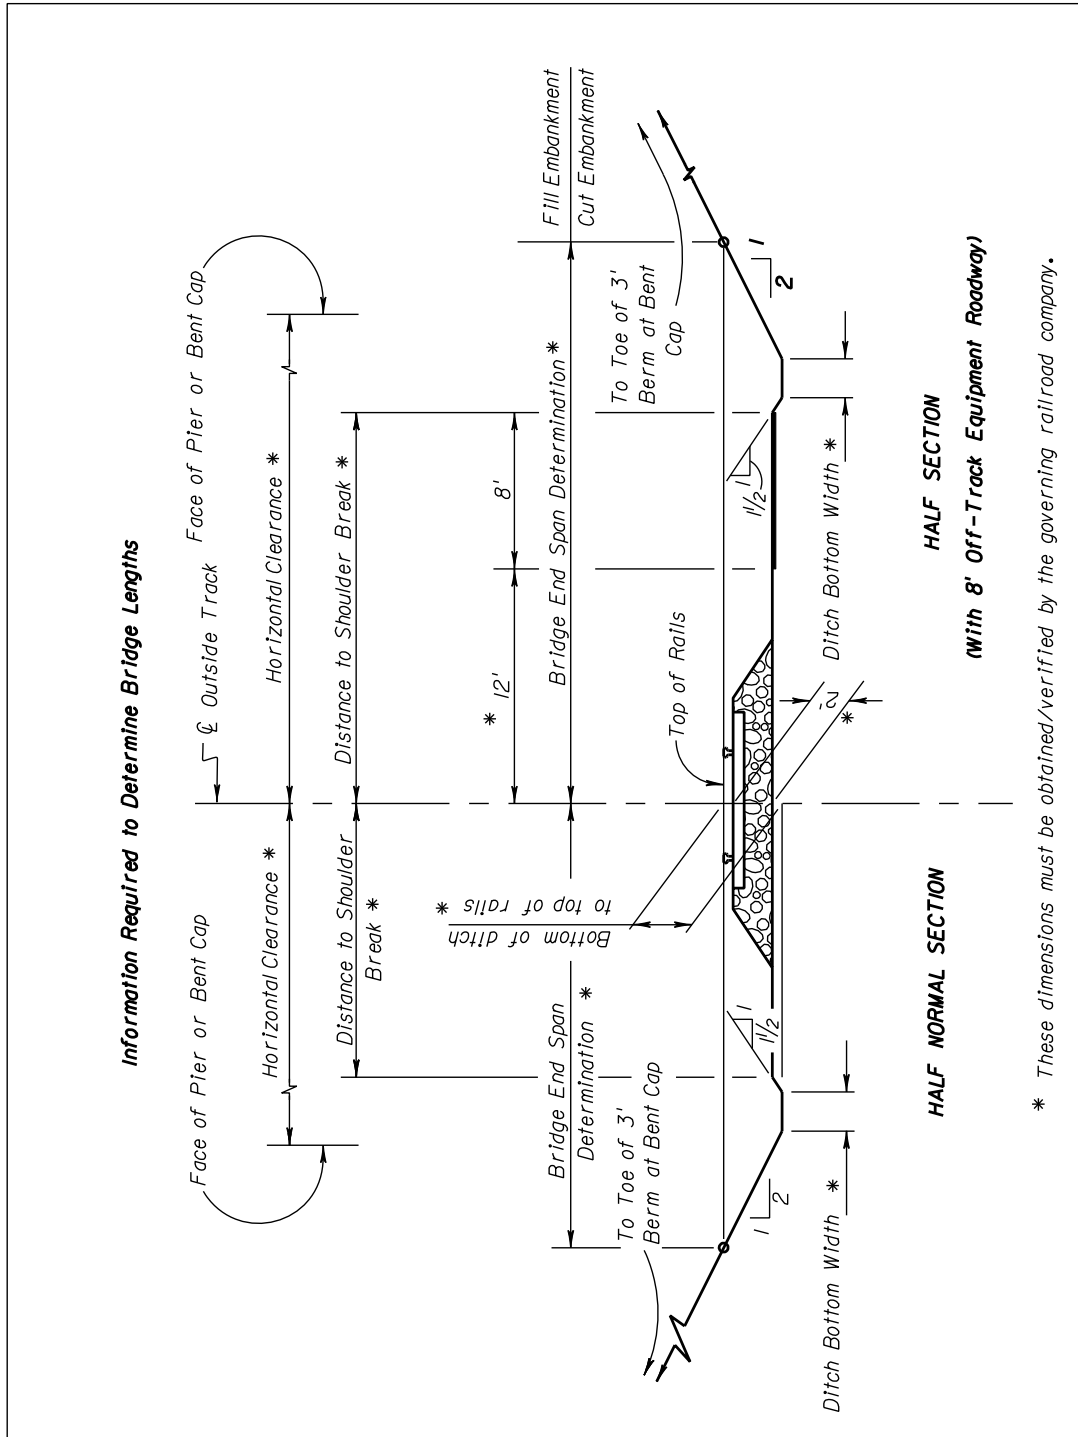 Information Required to Determine Bridge Lengths
Face of Pier or Bent Cap
℄ Outside Track
Face of Pier or Bent Cap
Horizontal Clearance *
Horizontal Clearance *
Distance to Shoulder
Break *
Distance to Shoulder Break *
* 12'
8'
Bottom of ditch
to top of rails *
Bridge End Span
Determination *
Bridge End Span Determination *
Fill Embankment
Cut Embankment
To Toe of 3'
Berm at Bent Cap
To Toe of 3'
Berm at Bent
Cap
Top of Rails
1
2
1
1½
1
1½
1
2
2'
*
Ditch Bottom Width *
Ditch Bottom Width *
HALF NORMAL SECTION
HALF SECTION
(With 8' Off-Track Equipment Roadway)
* These dimensions must be obtained/verified by the governing railroad company.